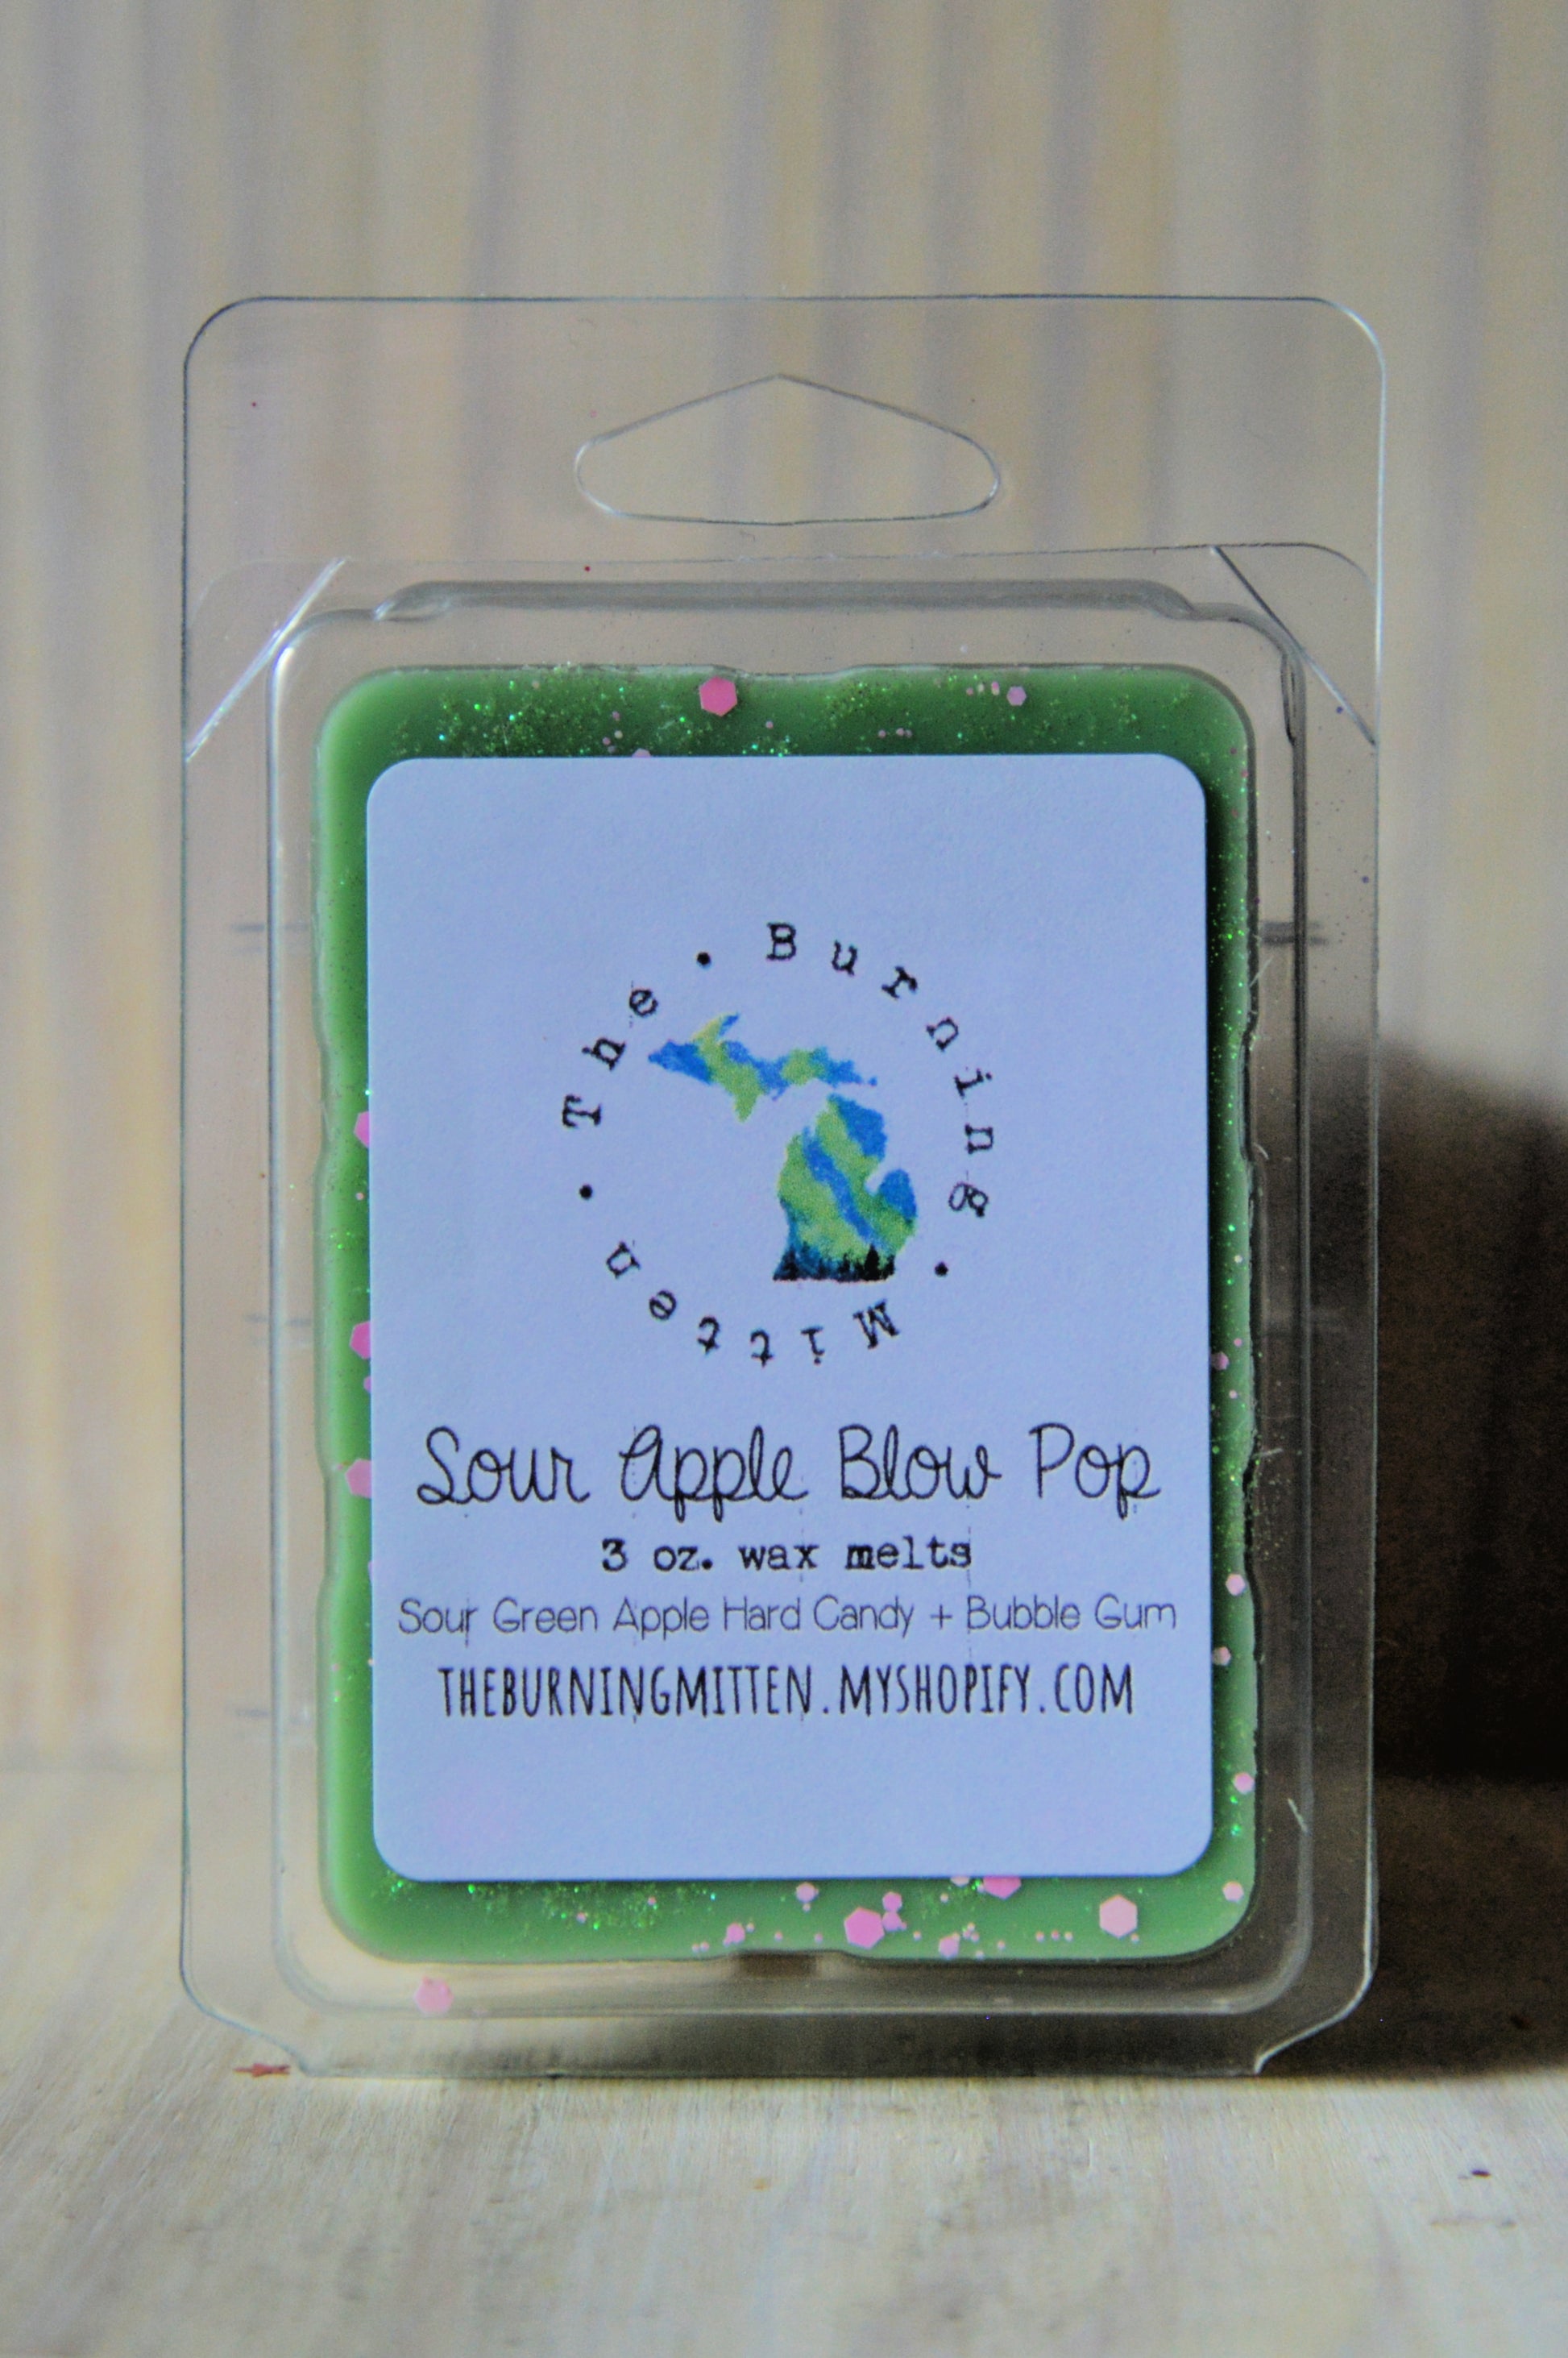 The • Burning • Mitten •
Sour Apple Blow Pop
3 oz. wax melts
Sour Green Apple Hard Candy + Bubble Gum
THEBURNINGMITTEN.MYSHOPIFY.COM